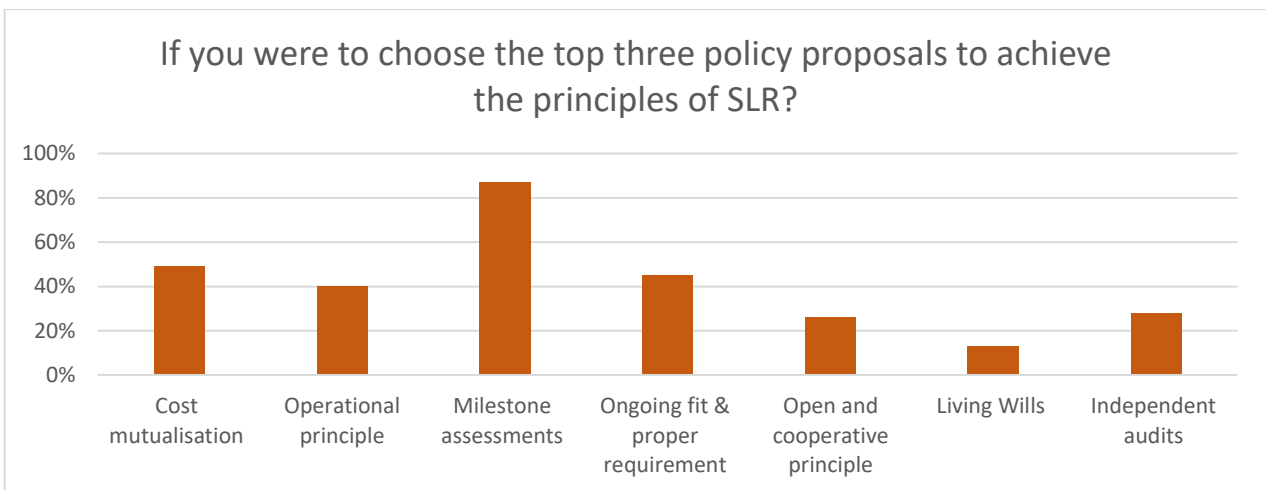 If you were to choose the top three policy proposals to achieve
the principles of SLR?
100%
80%
60%
40%
20%
0%
Cost
mutualisation
Operational
principle
Milestone
assessments
Ongoing fit &
proper
requirement
Open and
cooperative
principle
Living Wills
Independent
audits